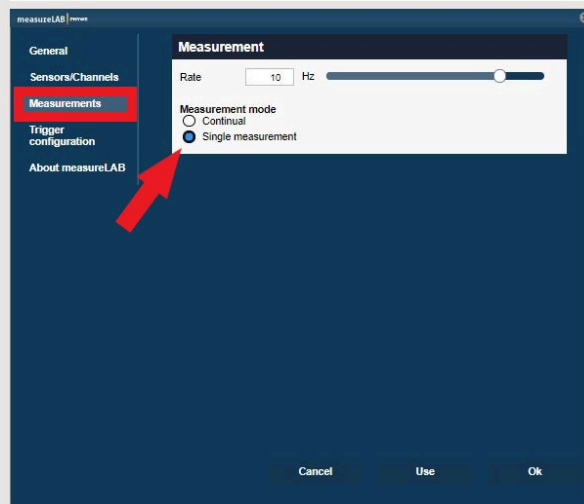 measureLAB PHYWE
General
Sensors/Channels
Measurements
Trigger
configuration
About measureLAB
Measurement
Rate 10 Hz
Measurement mode
Continual
Single measurement
Cancel Use Ok